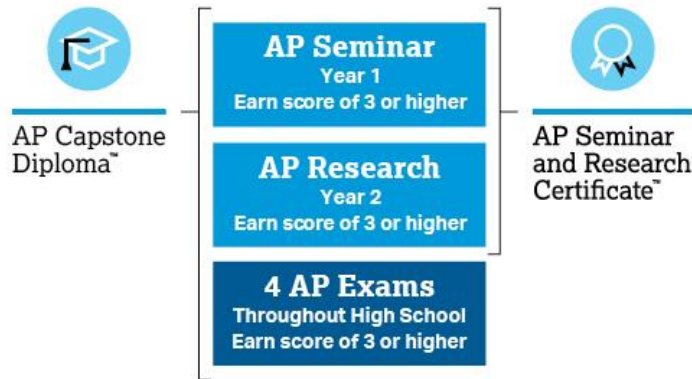 AP Capstone
Diploma™
AP Seminar
Year 1
Earn score of 3 or higher
AP Research
Year 2
Earn score of 3 or higher
4 AP Exams
Throughout High School
Earn score of 3 or higher
AP Seminar
and Research
Certificate™